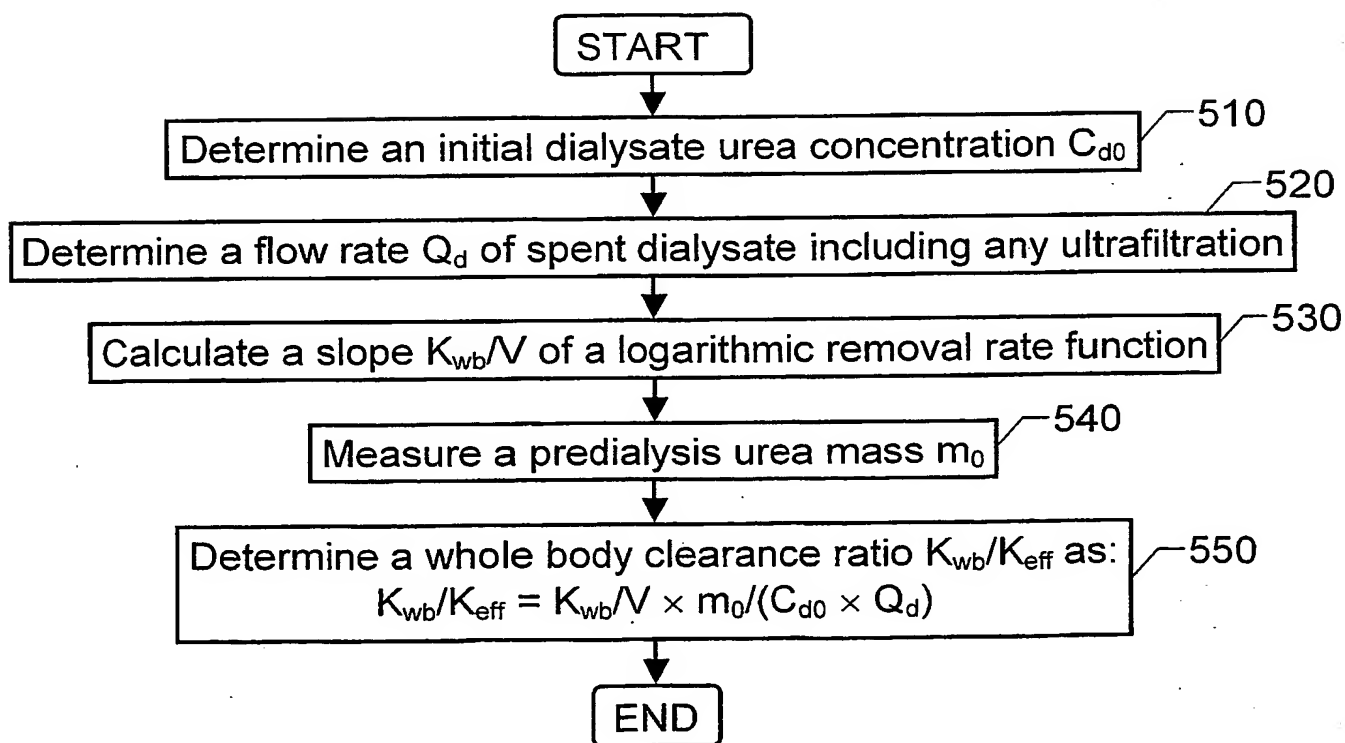 START
510
Determine an initial dialysate urea concentration Cd0
520
Determine a flow rate Qd of spent dialysate including any ultrafiltration
530
Calculate a slope Kwb/V of a logarithmic removal rate function
540
Measure a predialysis urea mass m0
550
Determine a whole body clearance ratio Kwb/Keff as:
Kwb/Keff = Kwb/V × m0/(Cd0 × Qd)
END